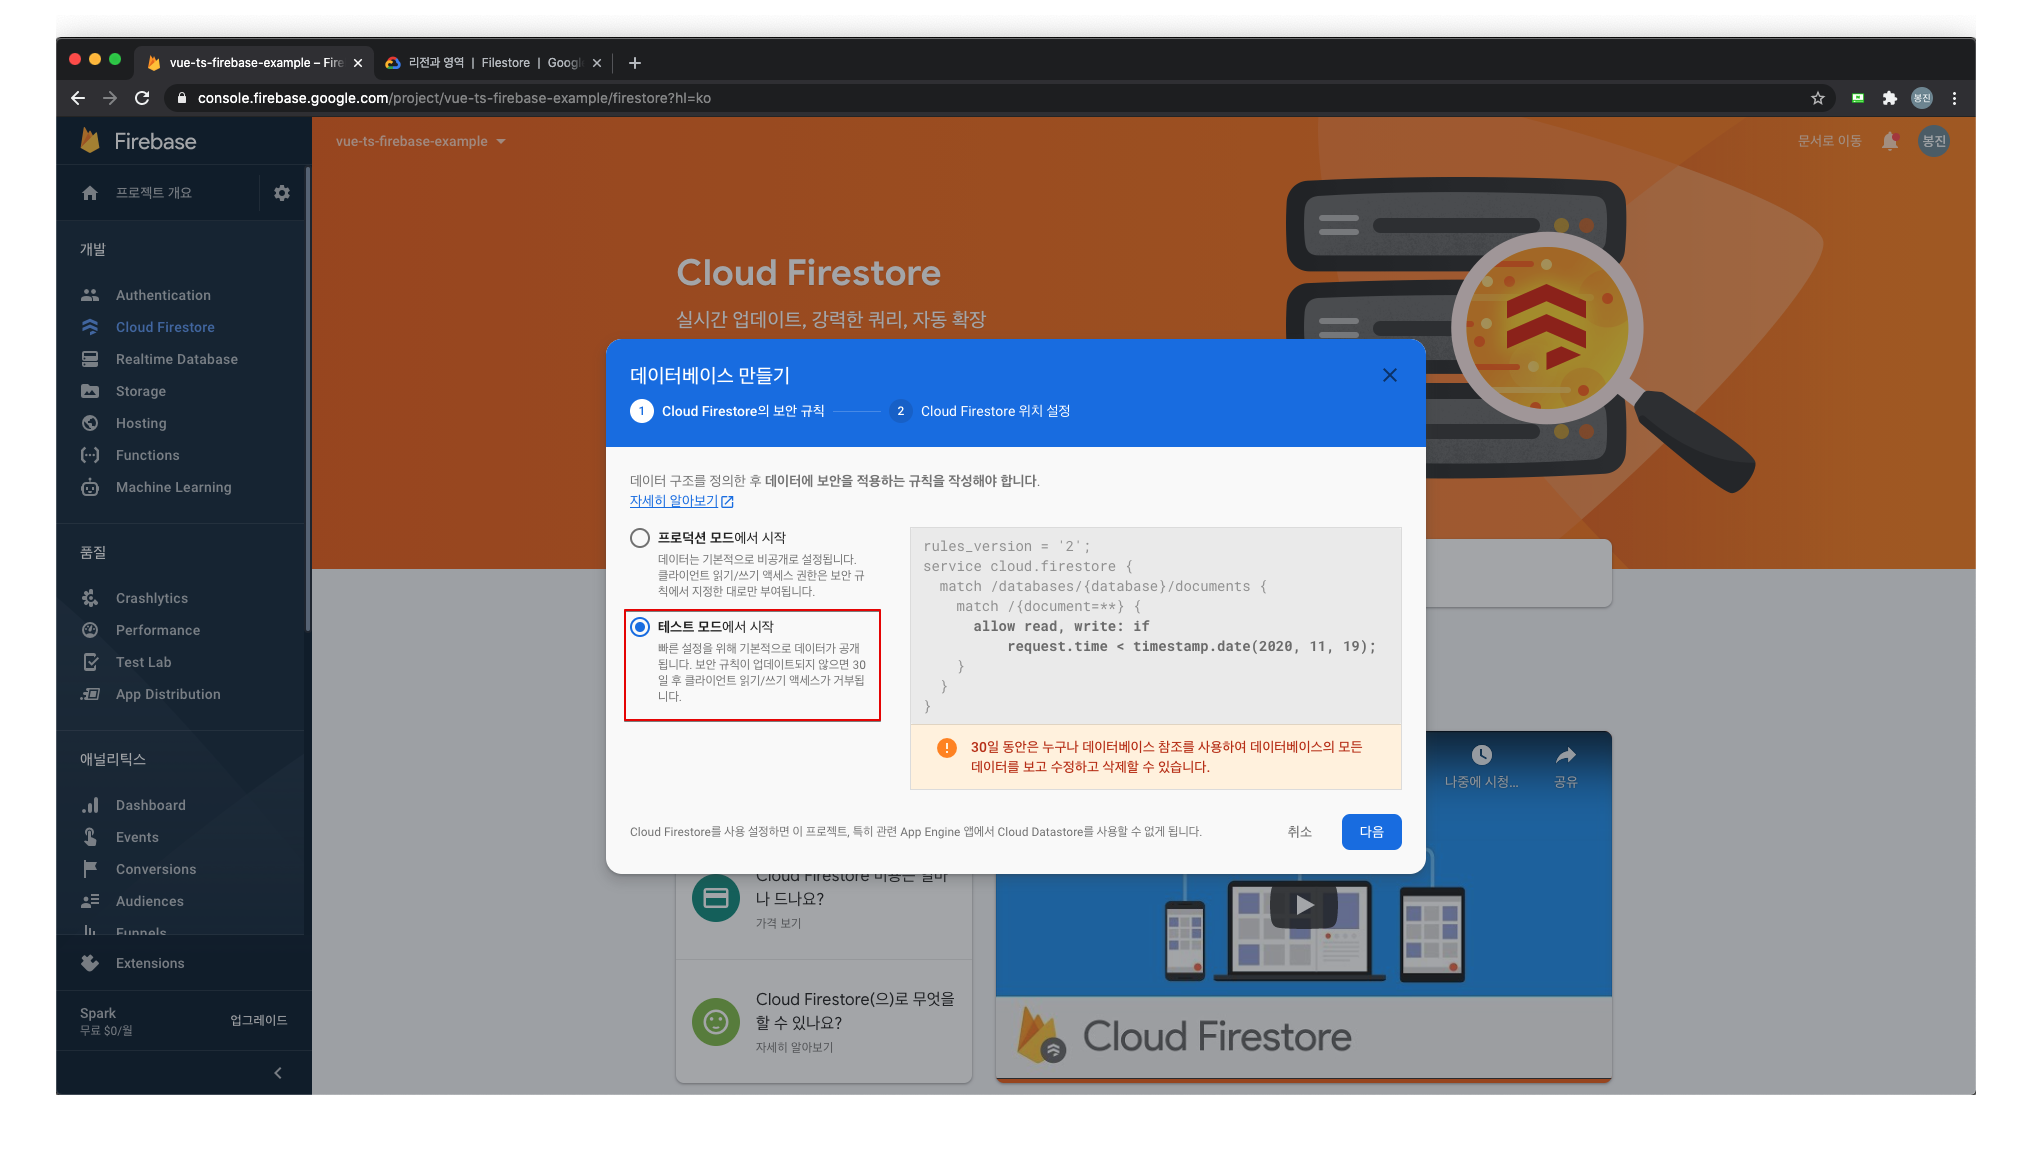 vue-ts-firebase-example – Fire
리전과 영역 | Filestore | Googl
console.firebase.google.com/project/vue-ts-firebase-example/firestore?hl=ko
봉진
Firebase
vue-ts-firebase-example
문서로 이동
봉진
프로젝트 개요
개발
Authentication
Cloud Firestore
Realtime Database
Storage
Hosting
Functions
Machine Learning
품질
Crashlytics
Performance
Test Lab
App Distribution
애널리틱스
Dashboard
Events
Conversions
Audiences
Funnels
Extensions
Spark
무료 $0/월
업그레이드
Cloud Firestore
실시간 업데이트, 강력한 쿼리, 자동 확장
데이터베이스 만들기
1 Cloud Firestore의 보안 규칙
2 Cloud Firestore 위치 설정
데이터 구조를 정의한 후 데이터에 보안을 적용하는 규칙을 작성해야 합니다.
자세히 알아보기
프로덕션 모드에서 시작
데이터는 기본적으로 비공개로 설정됩니다.
클라이언트 읽기/쓰기 액세스 권한은 보안 규
칙에서 지정한 대로만 부여됩니다.
테스트 모드에서 시작
빠른 설정을 위해 기본적으로 데이터가 공개
됩니다. 보안 규칙이 업데이트되지 않으면 30
일 후 클라이언트 읽기/쓰기 액세스가 거부됩
니다.
rules_version = '2';
service cloud.firestore {
match /databases/{database}/documents {
match /{document=**} {
allow read, write: if
request.time < timestamp.date(2020, 11, 19);
}
}
}
30일 동안은 누구나 데이터베이스 참조를 사용하여 데이터베이스의 모든
데이터를 보고 수정하고 삭제할 수 있습니다.
Cloud Firestore를 사용 설정하면 이 프로젝트, 특히 관련 App Engine 앱에서 Cloud Datastore를 사용할 수 없게 됩니다.
취소
다음
나중에 시청...
공유
Cloud Firestore 비용은 얼마
나 드나요?
가격 보기
Cloud Firestore(으)로 무엇을
할 수 있나요?
자세히 알아보기
Cloud Firestore